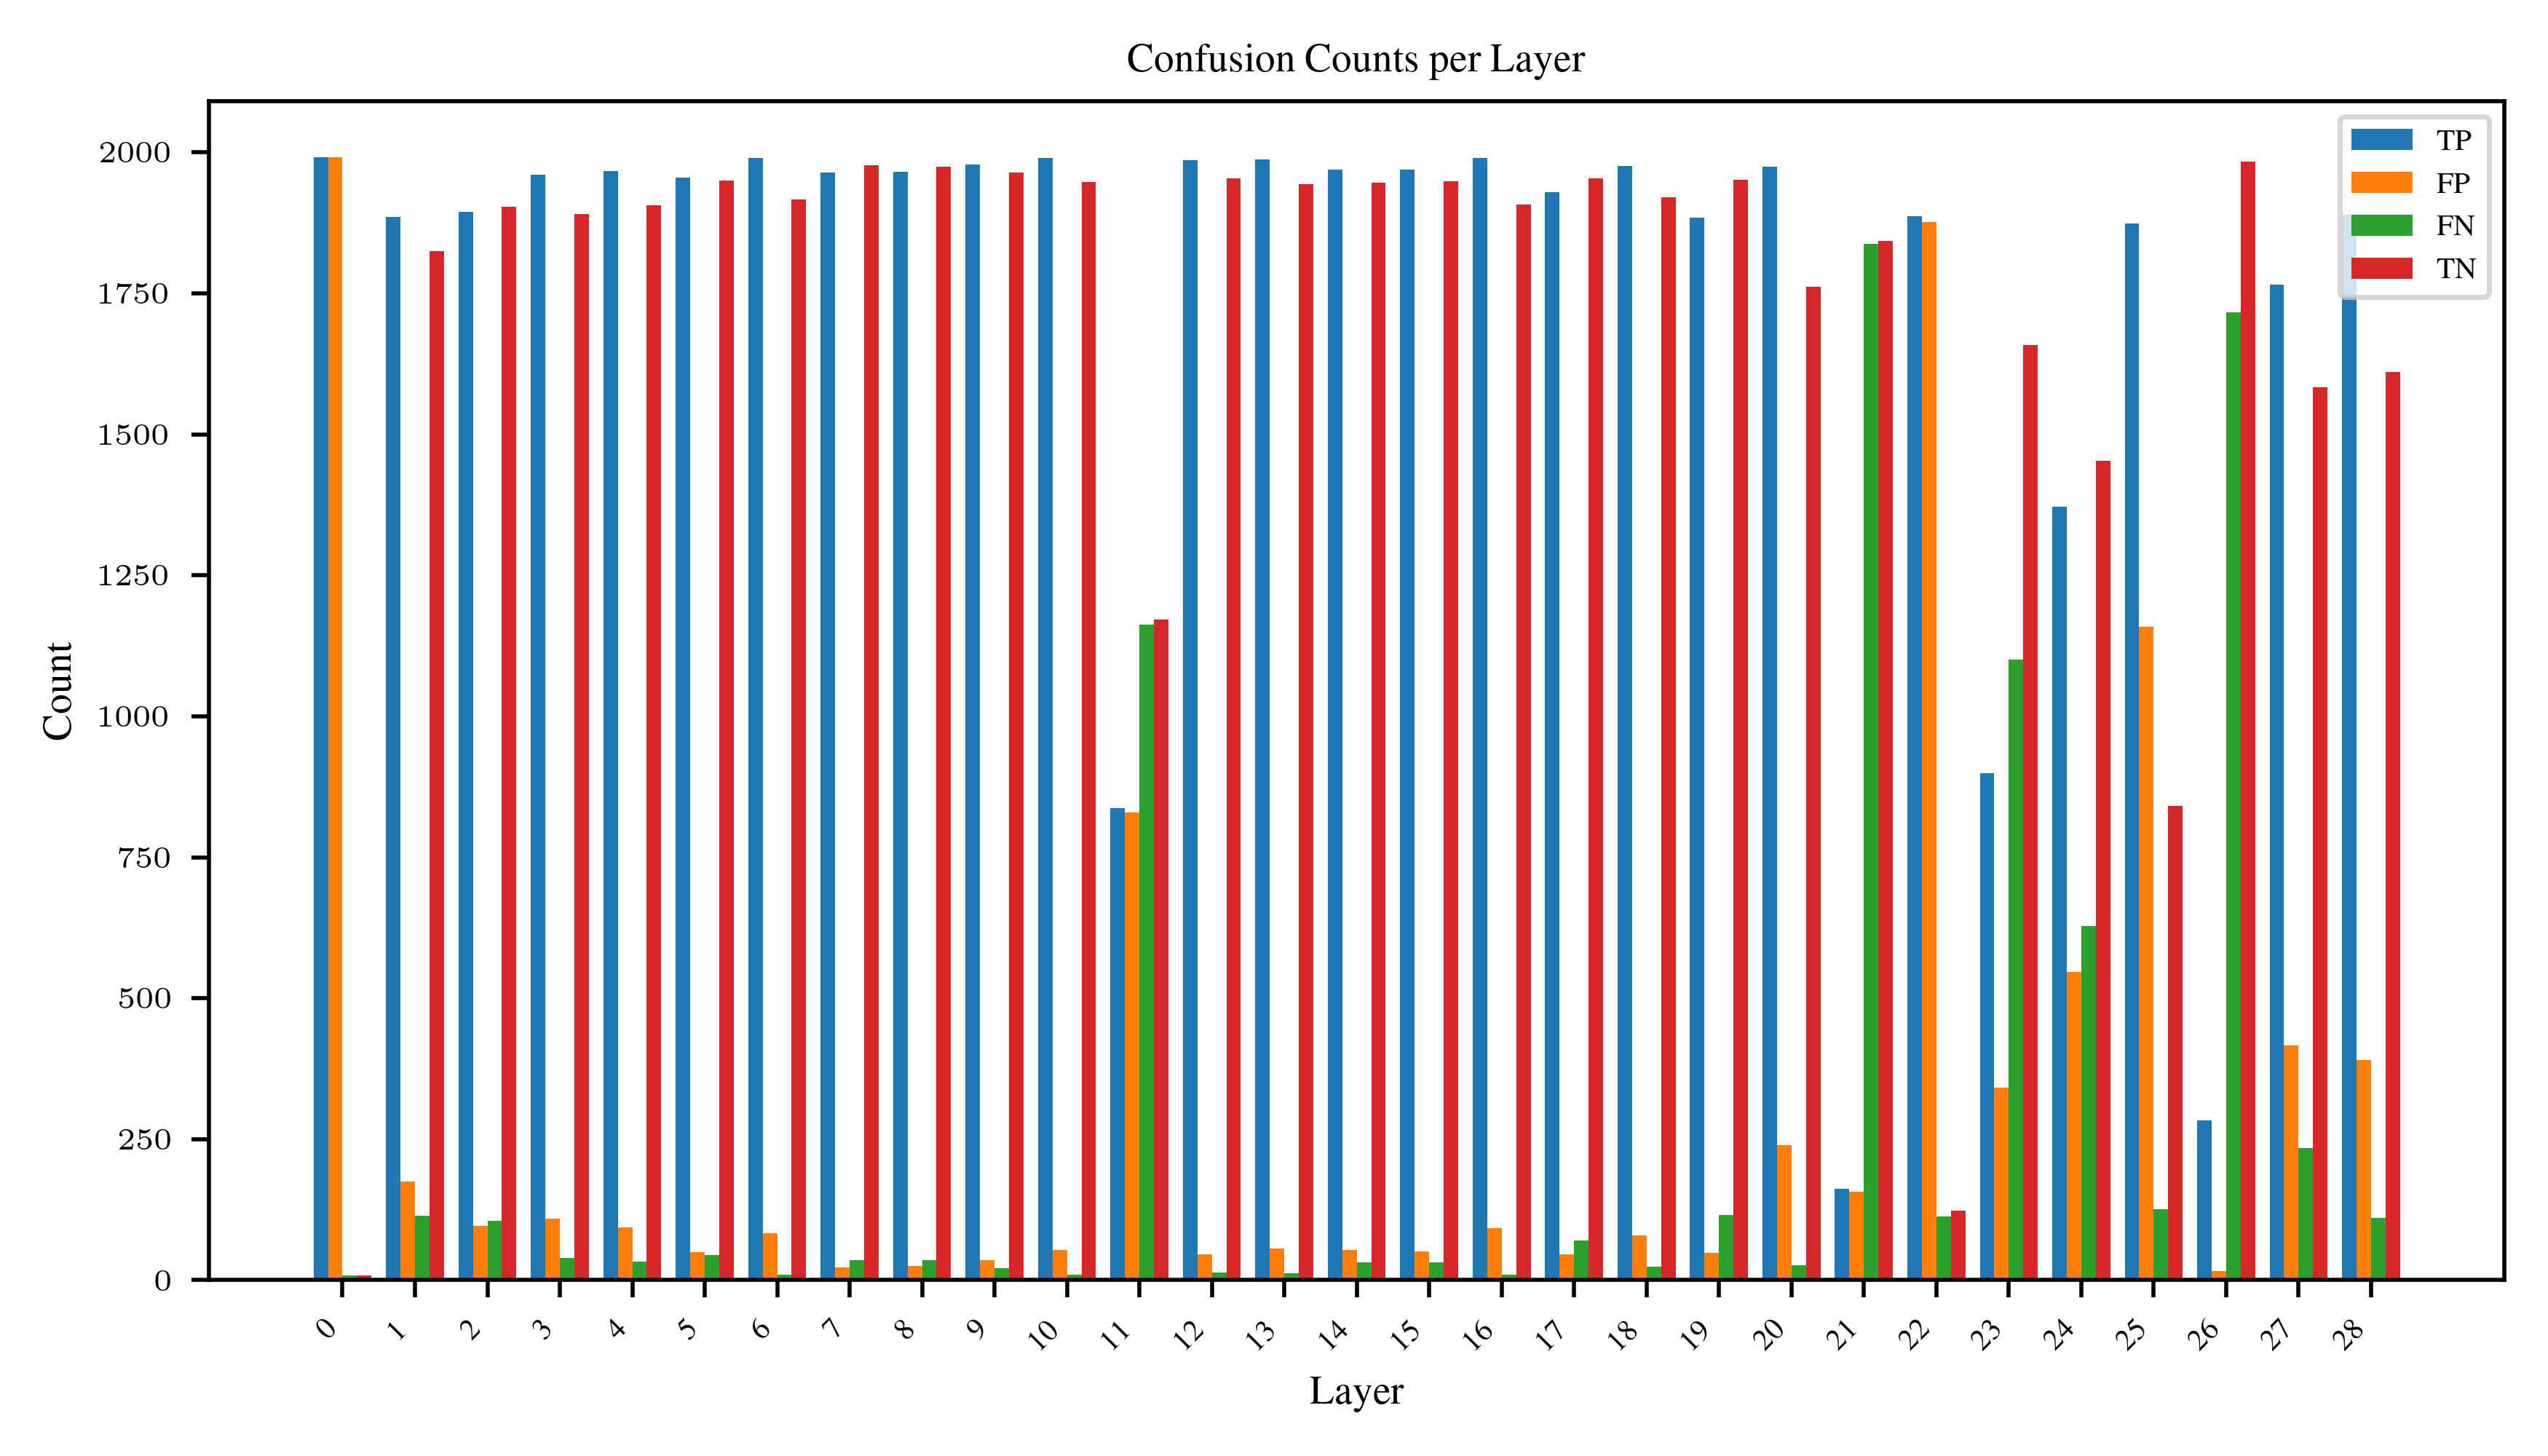 Confusion Counts per Layer
TP
FP
FN
TN
2000
1750
1500
1250
1000
750
500
250
0
Count
0 1 2 3 4 5 6 7 8 9 10 11 12 13 14 15 16 17 18 19 20 21 22 23 24 25 26 27 28
Layer